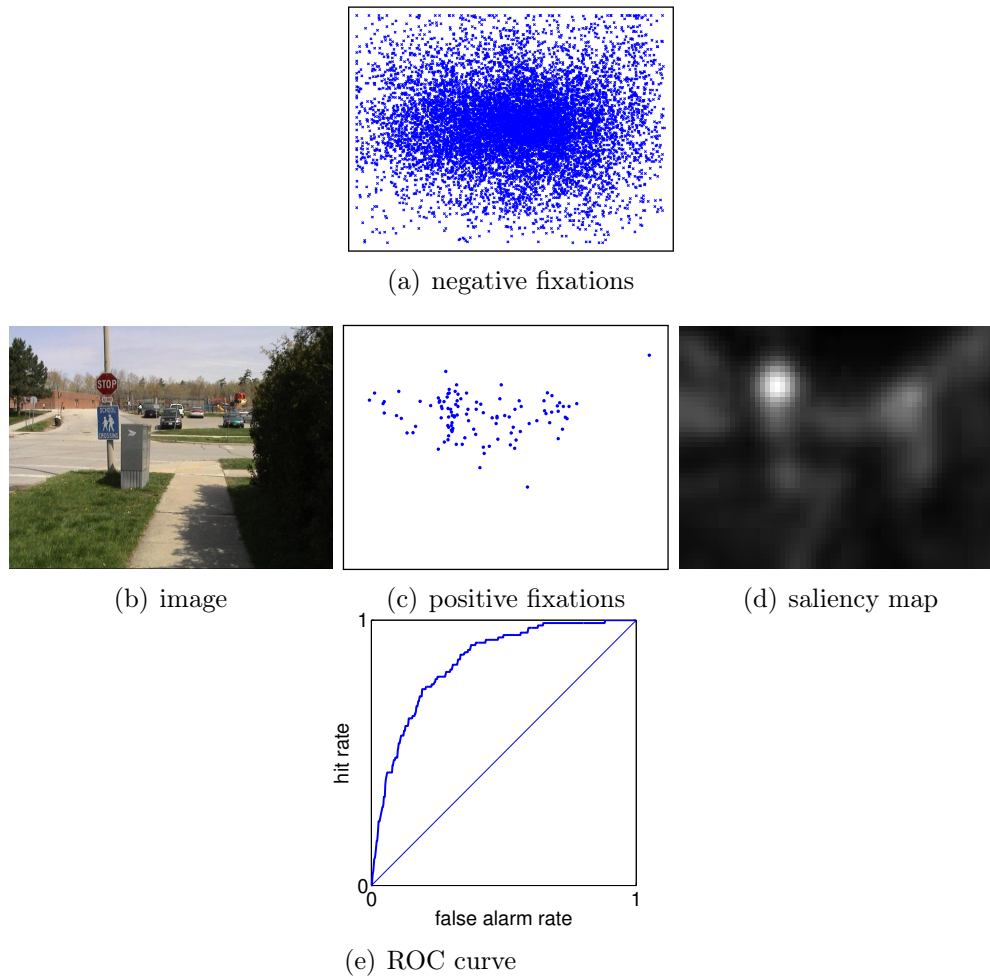 (a) negative fixations
STOP
SCHOOL
CROSSING
(b) image
(c) positive fixations
(d) saliency map
1
hit rate
0
0
1
false alarm rate
(e) ROC curve